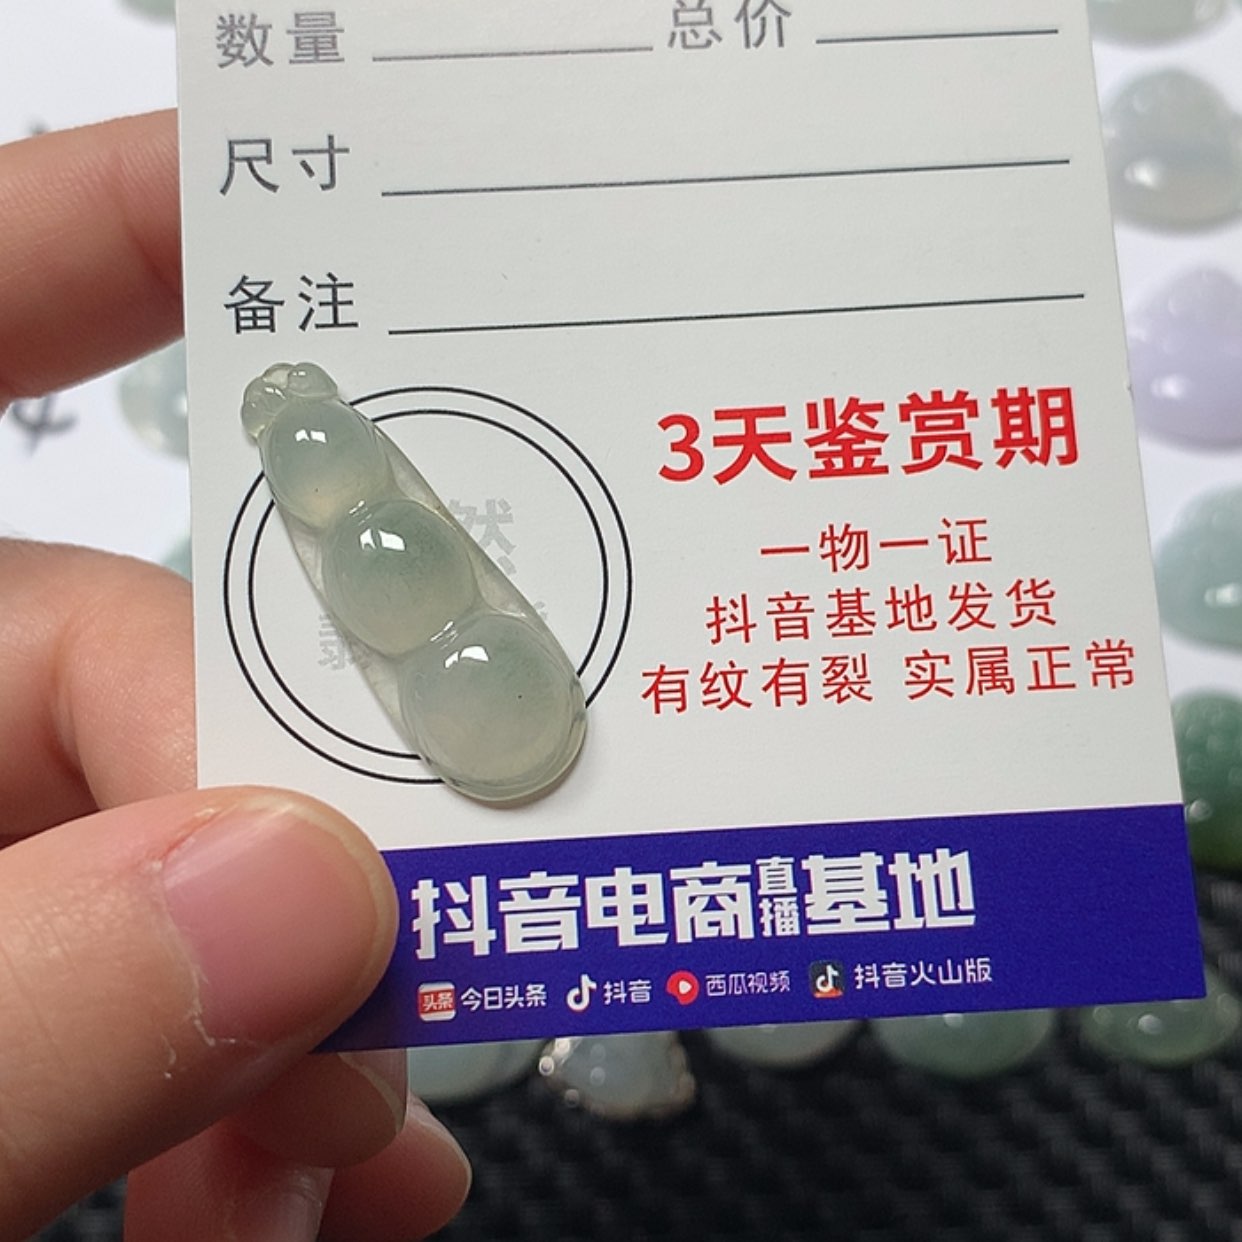 数量 总价
尺寸
备注
然
翡
3天鉴赏期
一物一证
抖音基地发货
有纹有裂 实属正常
抖音电商直播基地
头条 今日头条 抖音 西瓜视频 抖音火山版